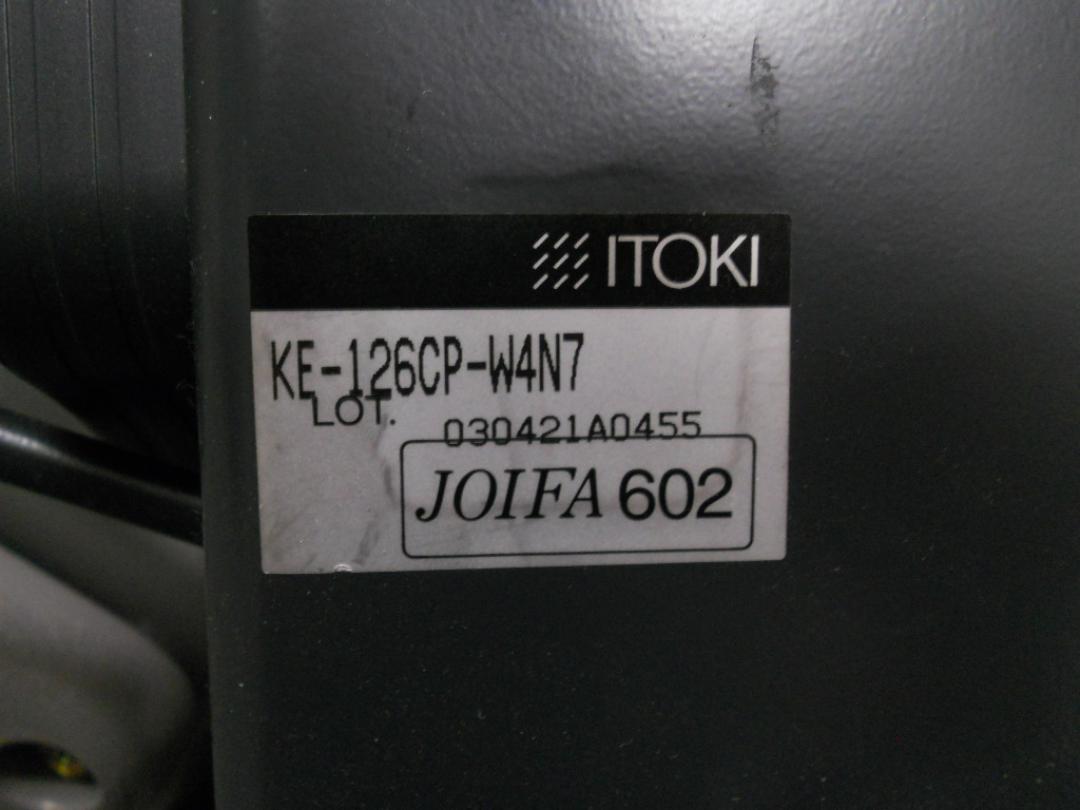 ITOKI
KE-126CP-W4N7
LOT. 030421A0455
JOIFA 602